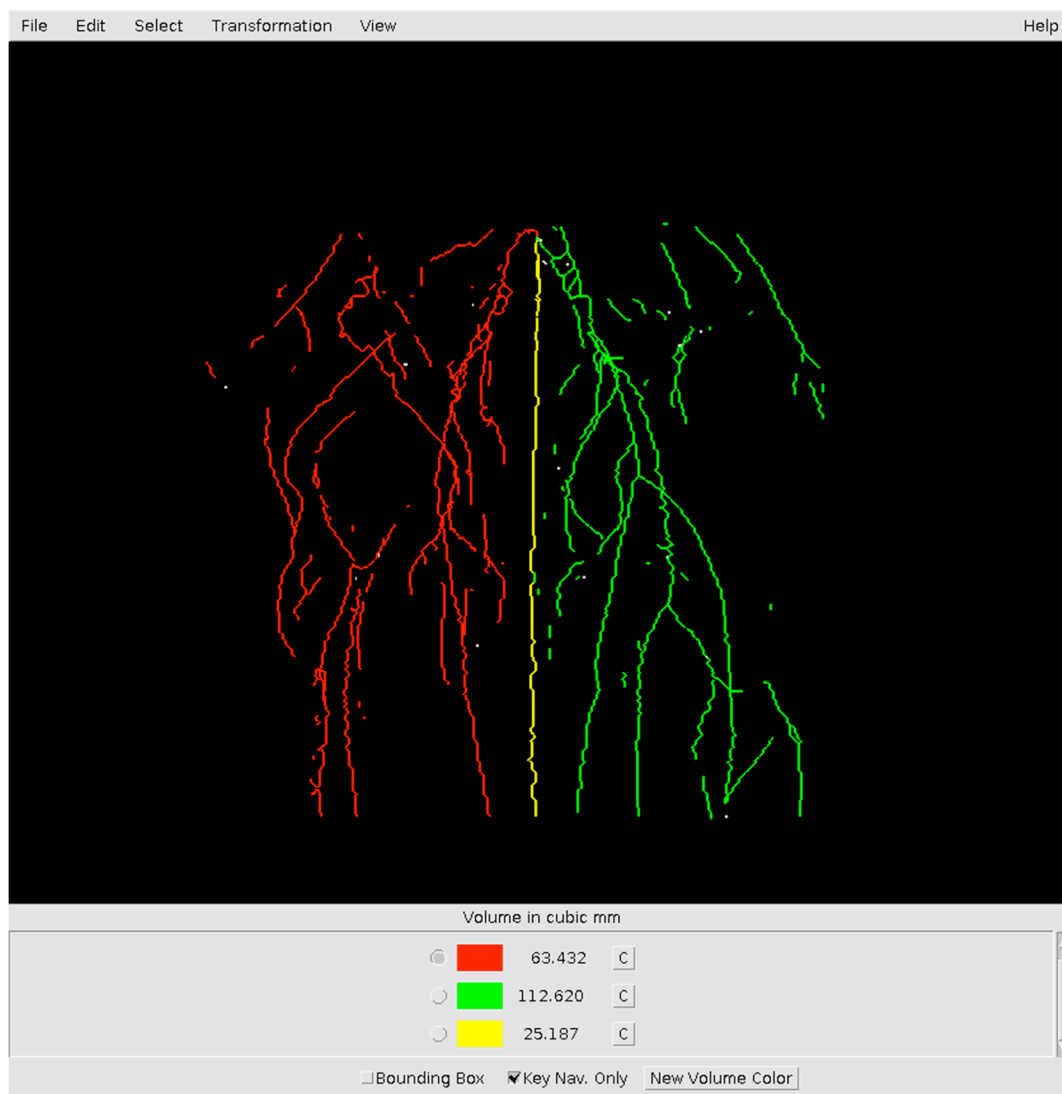 File Edit Select Transformation View Help
Volume in cubic mm
63.432 C
112.620 C
25.187 C
Bounding Box Key Nav. Only New Volume Color